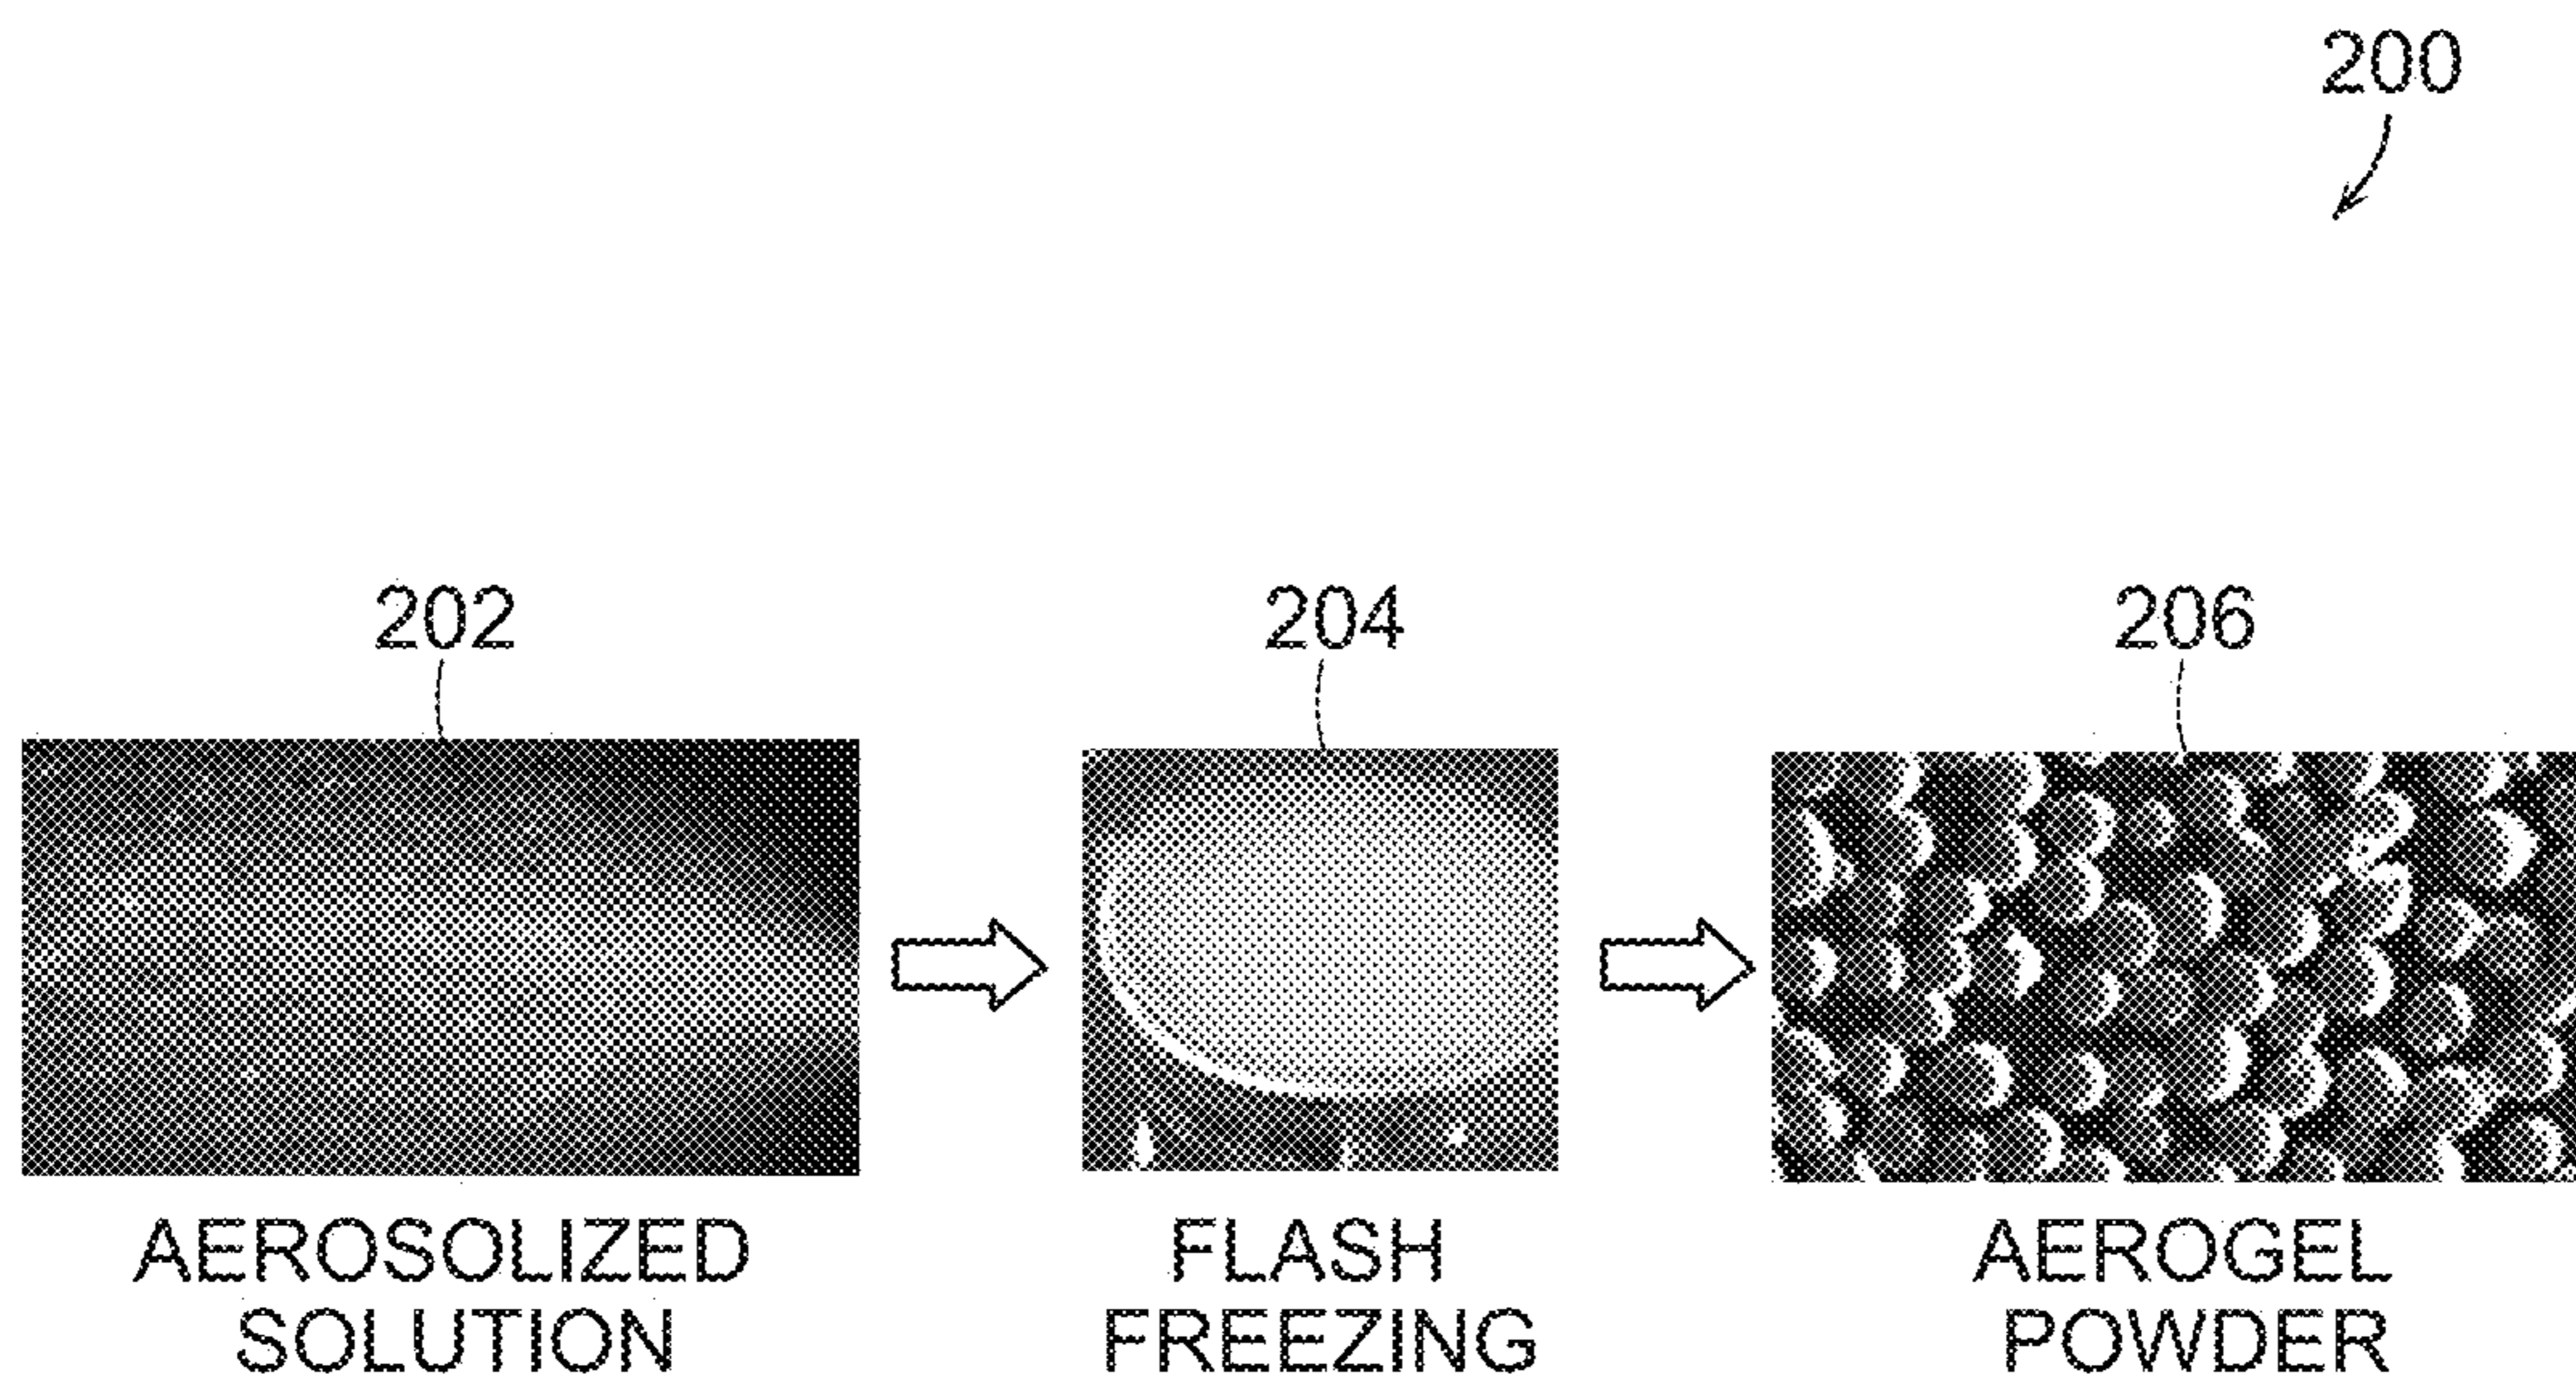 200
202
204
206
AEROSOLIZED
SOLUTION
FLASH
FREEZING
AEROGEL
POWDER